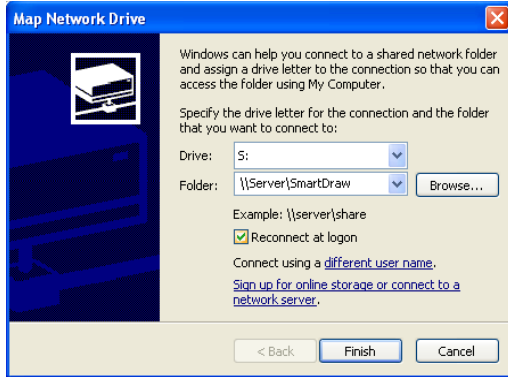 Map Network Drive
Windows can help you connect to a shared network folder
and assign a drive letter to the connection so that you can
access the folder using My Computer.
Specify the drive letter for the connection and the folder
that you want to connect to:
Drive: S:
Folder: \\Server\SmartDraw Browse...
Example: \\server\share
Reconnect at logon
Connect using a different user name.
Sign up for online storage or connect to a
network server.
< Back Finish Cancel